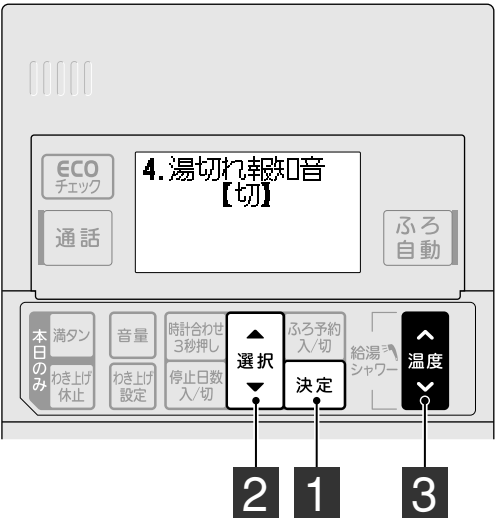 ECO
チェック
通話
4.湯切れ報知音
【切】
ふろ
自動
本日のみ
満タン
わき上げ
休止
音量
わき上げ
設定
時計合わせ
3秒押し
停止日数
入/切
選択
ふろ予約
入/切
決定
給湯
シャワー
温度
2
1
3